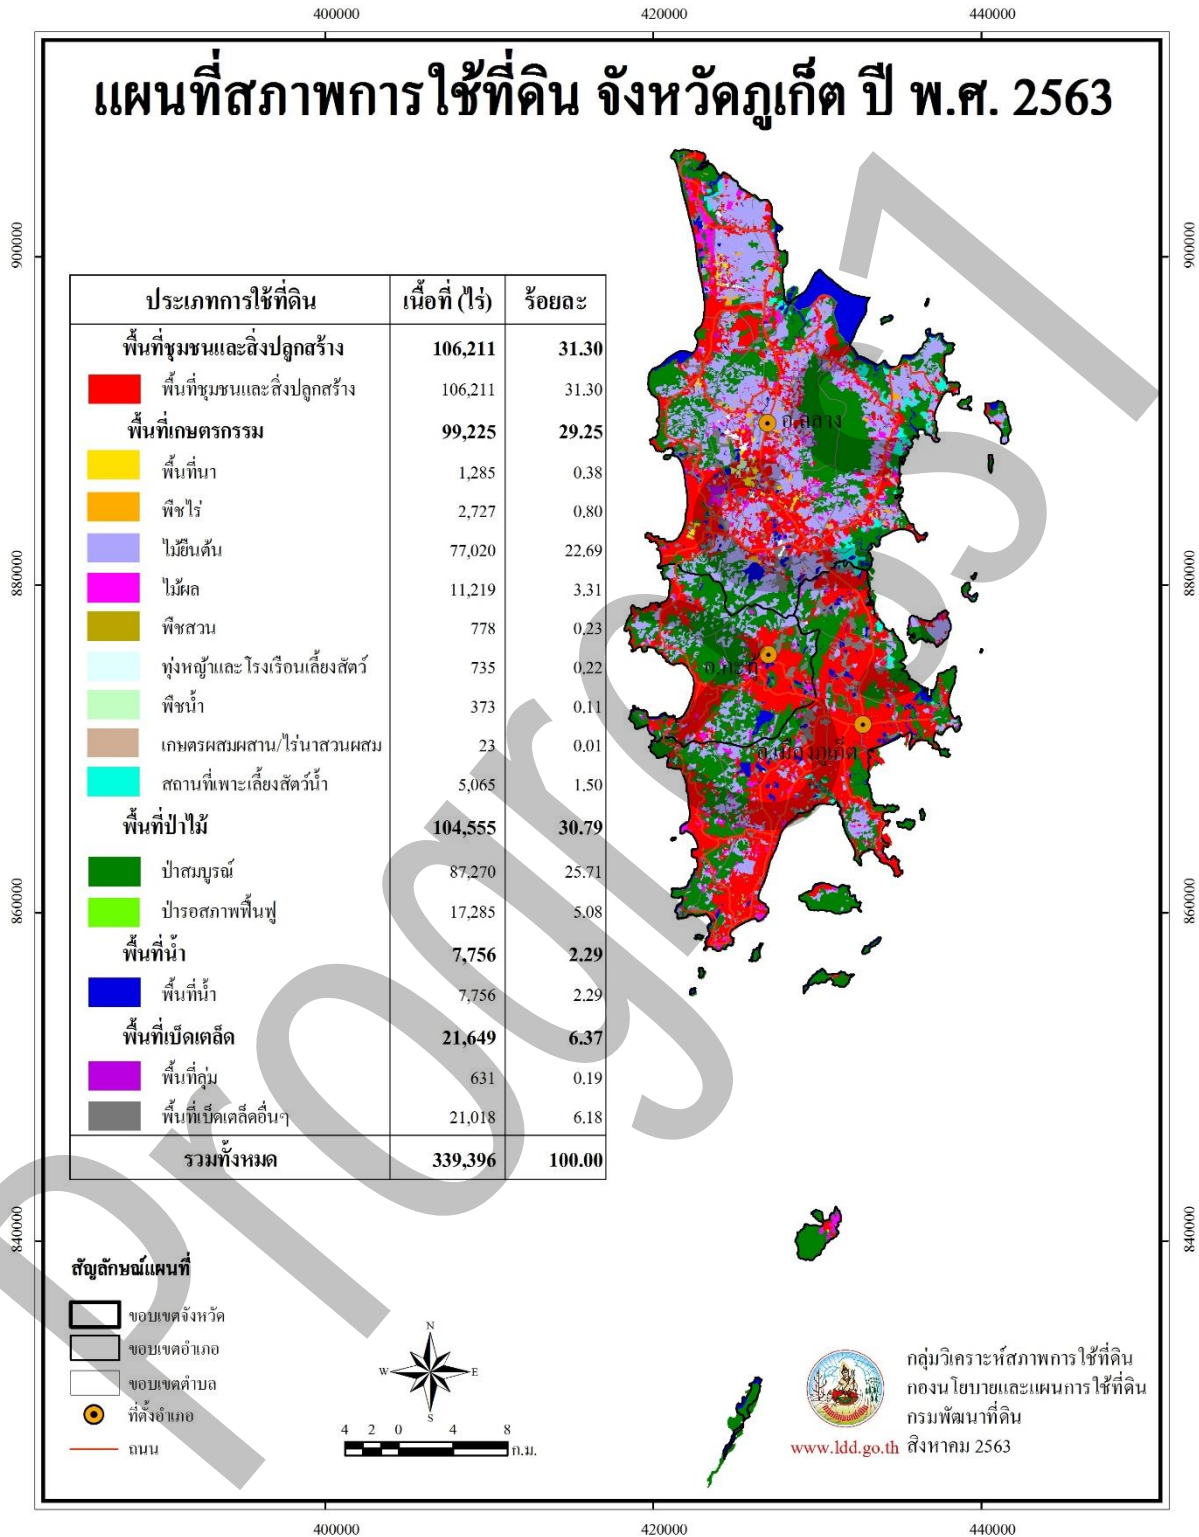 400000 420000 440000
แผนที่สภาพการใช้ที่ดิน จังหวัดภูเก็ต ปี พ.ศ. 2563
900000 900000
ประเภทการใช้ที่ดิน เนื้อที่ (ไร่) ร้อยละ
พื้นที่ชุมชนและสิ่งปลูกสร้าง 106,211 31.30
พื้นที่ชุมชนและสิ่งปลูกสร้าง 106,211 31.30
พื้นที่เกษตรกรรม 99,225 29.25
พื้นที่นา 1,285 0.38
พืชไร่ 2,727 0.80
ไม้ยืนต้น 77,020 22.69
ไม้ผล 11,219 3.31
พืชสวน 778 0.23
ทุ่งหญ้าและโรงเรือนเลี้ยงสัตว์ 735 0.22
พืชน้ำ 373 0.11
เกษตรผสมผสาน/ไร่นาสวนผสม 23 0.01
สถานที่เพาะเลี้ยงสัตว์น้ำ 5,065 1.50
พื้นที่ป่าไม้ 104,555 30.79
ป่าสมบูรณ์ 87,270 25.71
ป่ารอสภาพฟื้นฟู 17,285 5.08
พื้นที่น้ำ 7,756 2.29
พื้นที่น้ำ 7,756 2.29
พื้นที่เบ็ดเตล็ด 21,649 6.37
พื้นที่ลุ่ม 631 0.19
พื้นที่เบ็ดเตล็ดอื่นๆ 21,018 6.18
รวมทั้งหมด 339,396 100.00
อ.ถลาง
880000 880000
อ.กะทู้
อ.เมืองภูเก็ต
860000 860000
840000 840000
Progress1
สัญลักษณ์แผนที่
ขอบเขตจังหวัด
ขอบเขตอำเภอ
ขอบเขตตำบล
ที่ตั้งอำเภอ
ถนน
N
W E
S
4 2 0 4 8
ก.ม.
กลุ่มวิเคราะห์สภาพการใช้ที่ดิน
กองนโยบายและแผนการใช้ที่ดิน
กรมพัฒนาที่ดิน
www.ldd.go.th สิงหาคม 2563
400000 420000 440000